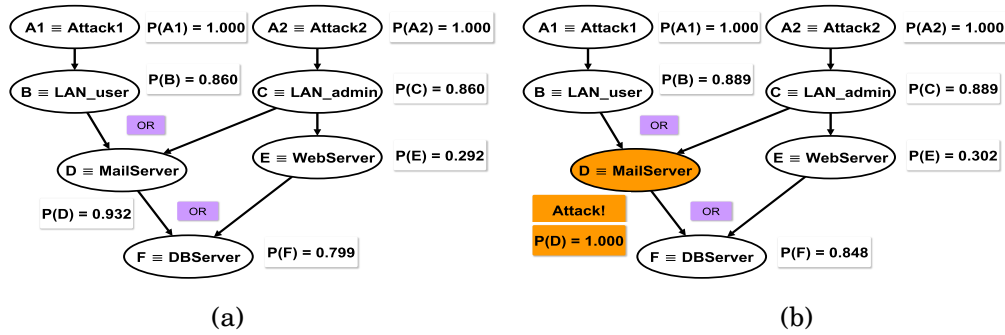 A1 ≡ Attack1 P(A1) = 1.000 A2 ≡ Attack2 P(A2) = 1.000
B ≡ LAN_user P(B) = 0.860 C ≡ LAN_admin P(C) = 0.860
OR
D ≡ MailServer E ≡ WebServer P(E) = 0.292
P(D) = 0.932 OR
F ≡ DBServer P(F) = 0.799
(a)
A1 ≡ Attack1 P(A1) = 1.000 A2 ≡ Attack2 P(A2) = 1.000
B ≡ LAN_user P(B) = 0.889 C ≡ LAN_admin P(C) = 0.889
OR
D ≡ MailServer E ≡ WebServer P(E) = 0.302
Attack! OR
P(D) = 1.000
F ≡ DBServer P(F) = 0.848
(b)